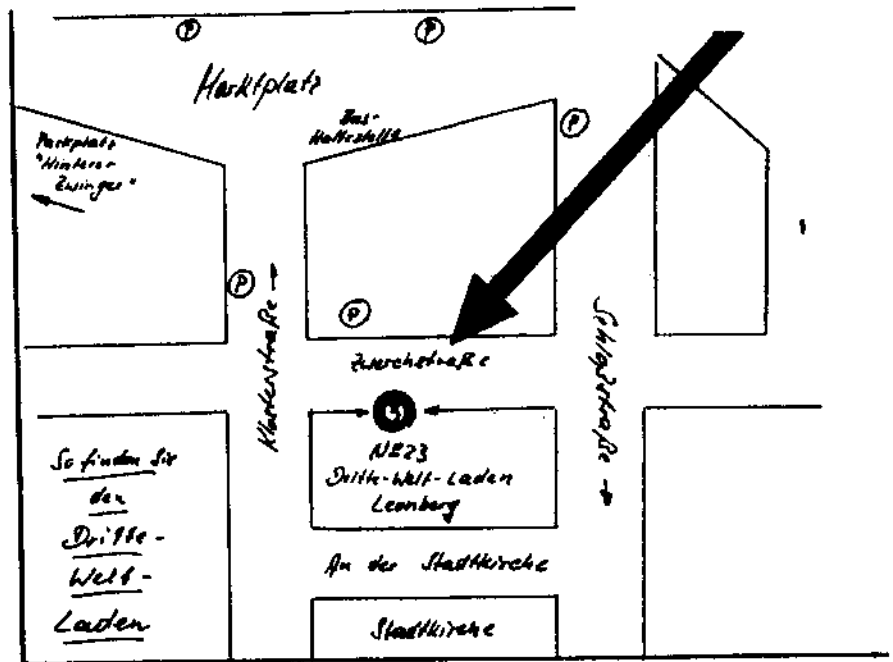 P
P
Marktplatz
Bus-
Haltestelle
P
Parkplatz
"Hinterer
Zwinger"
P
P
Klosterstraße
Schloßstraße
Zwerchstraße
NE23
Dritte-Welt-Laden
Leonberg
So finden Sie
den
Dritte-
Welt-
Laden
An der Stadtkirche
Stadtkirche